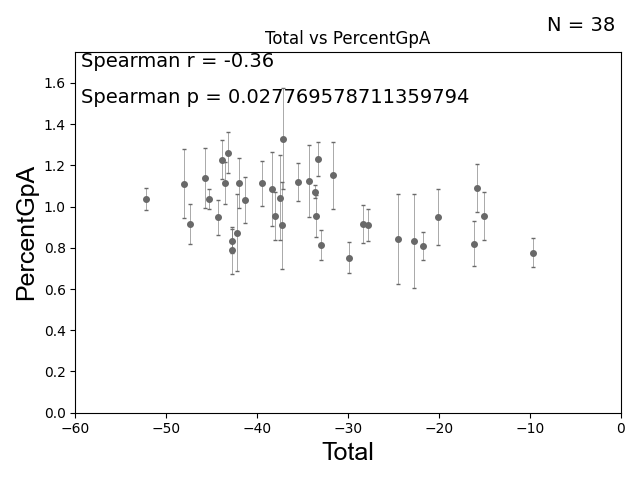 N = 38
Total vs PercentGpA
Spearman r = -0.36
Spearman p = 0.027769578711359794
PercentGpA
1.6
1.4
1.2
1.0
0.8
0.6
0.4
0.2
0.0
−60 −50 −40 −30 −20 −10 0
Total